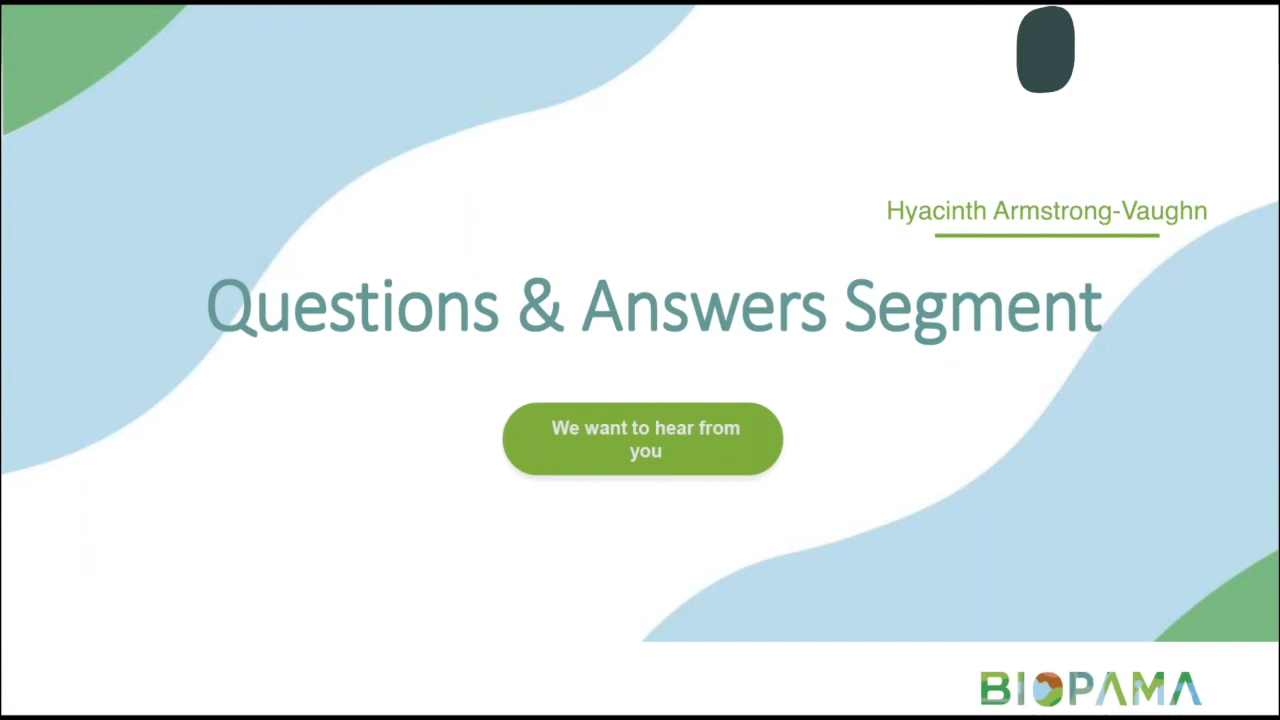 Hyacinth Armstrong-Vaughn
Questions & Answers Segment
We want to hear from
you
BIOPAMA